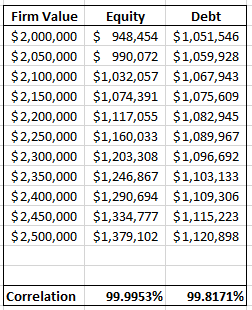 Firm Value Equity Debt
$2,000,000 $ 948,454 $1,051,546
$2,050,000 $ 990,072 $1,059,928
$2,100,000 $1,032,057 $1,067,943
$2,150,000 $1,074,391 $1,075,609
$2,200,000 $1,117,055 $1,082,945
$2,250,000 $1,160,033 $1,089,967
$2,300,000 $1,203,308 $1,096,692
$2,350,000 $1,246,867 $1,103,133
$2,400,000 $1,290,694 $1,109,306
$2,450,000 $1,334,777 $1,115,223
$2,500,000 $1,379,102 $1,120,898
Correlation 99.9953% 99.8171%